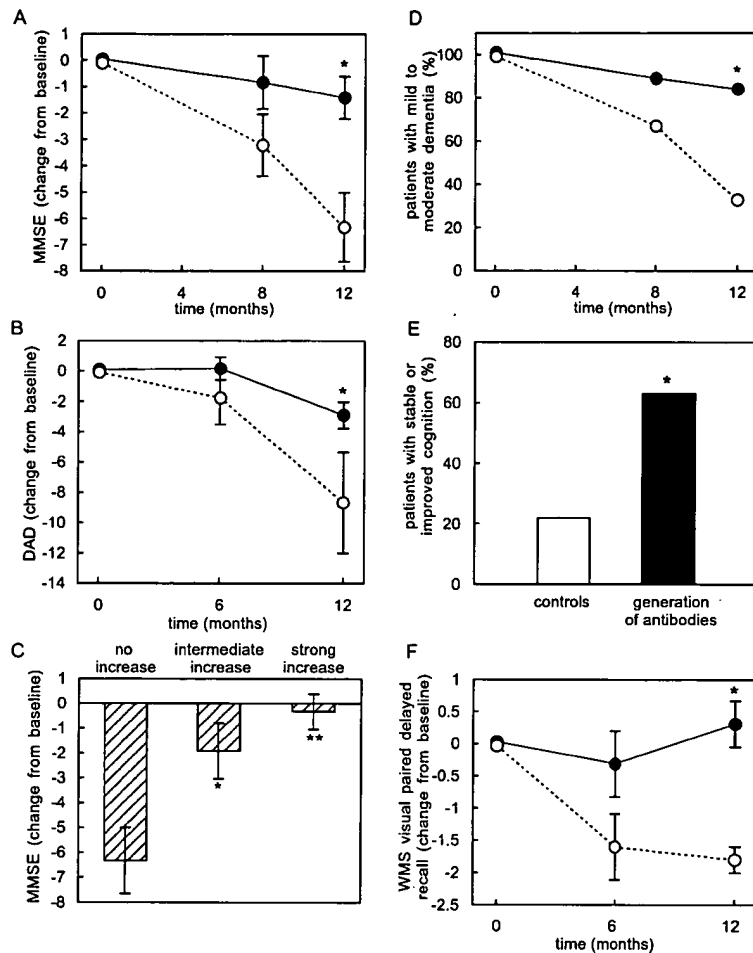 A
1
0
-1
-2
-3
-4
-5
-6
-7
-8
MMSE (change from baseline)
*
0
4
8
12
time (months)
B
2
0
-2
-4
-6
-8
-10
-12
-14
DAD (change from baseline)
*
0
6
12
time (months)
C
no
increase
intermediate
increase
strong
increase
1
0
-1
-2
-3
-4
-5
-6
-7
-8
MMSE (change from baseline)
*
**
D
100
80
60
40
20
0
patients with mild to
moderate dementia (%)
*
0
4
8
12
time (months)
E
80
60
40
20
0
patients with stable or
improved cognition (%)
*
controls
generation
of antibodies
F
1
0.5
0
-0.5
-1
-1.5
-2
-2.5
WMS visual paired delayed
recall (change from baseline)
*
0
6
12
time (months)